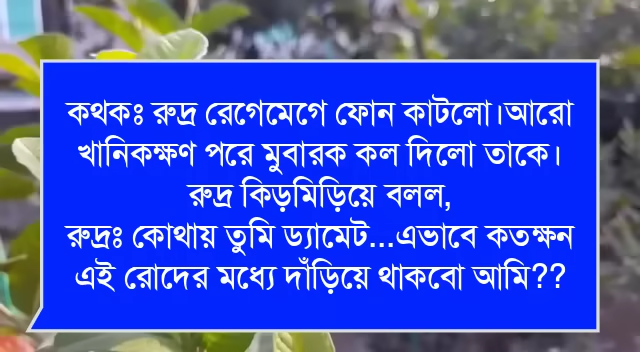 কথকঃ রুদ্র রেগেমেগে ফোন কাটলো।আরো
খানিকক্ষণ পরে মুবারক কল দিলো তাকে।
রুদ্র কিড়মিড়িয়ে বলল,
রুদ্রঃ কোথায় তুমি ড্যামেট...এভাবে কতক্ষন
এই রোদের মধ্যে দাঁড়িয়ে থাকবো আমি??